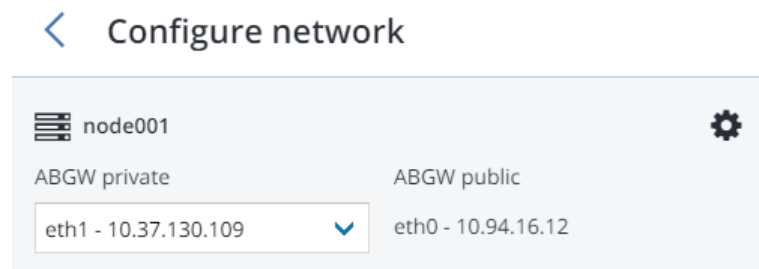 Configure network
node001
ABGW private
ABGW public
eth1 - 10.37.130.109
eth0 - 10.94.16.12